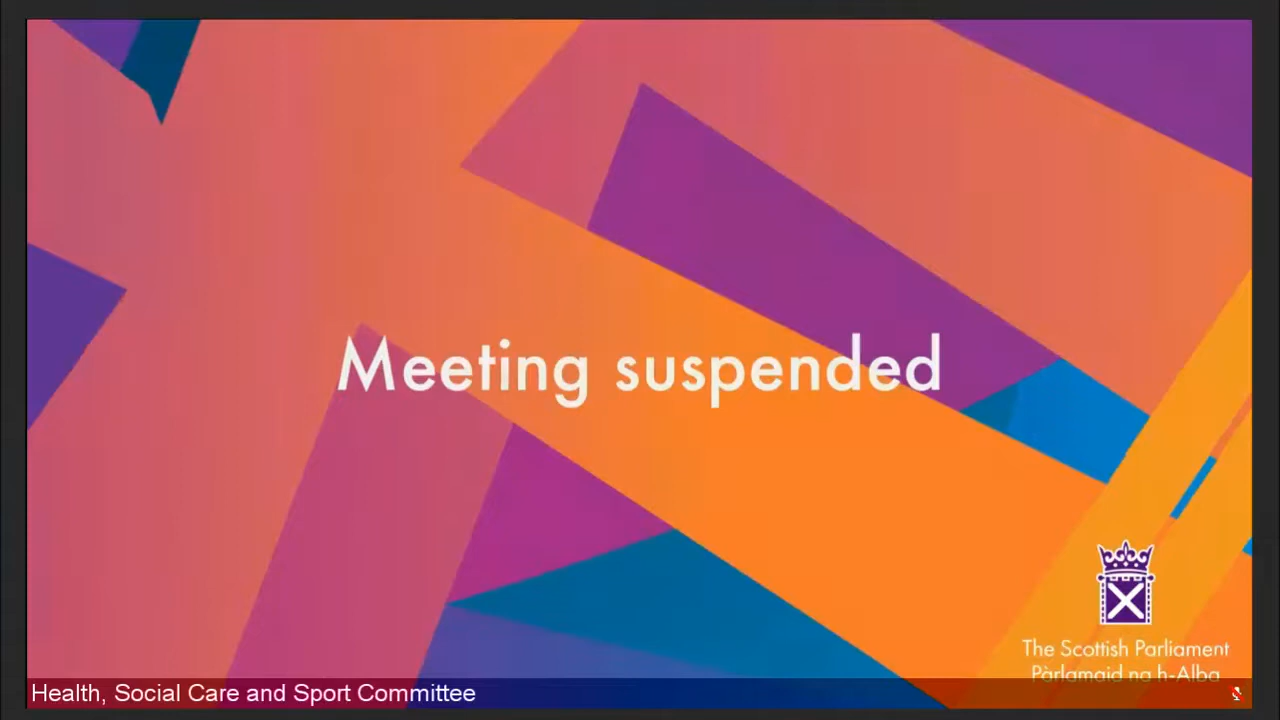 Meeting suspended
The Scottish Parliament
Pàrlamaid na h-Alba
Health, Social Care and Sport Committee